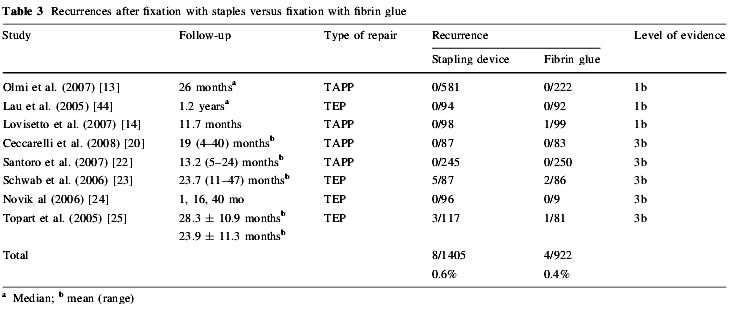 Table 3 Recurrences after fixation with staples versus fixation with fibrin glue
Study Follow-up Type of repair Recurrence Level of evidence
Stapling device Fibrin glue
Olmi et al. (2007) [13] 26 months^a TAPP 0/581 0/222 1b
Lau et al. (2005) [44] 1.2 years^a TEP 0/94 0/92 1b
Lovisetto et al. (2007) [14] 11.7 months TAPP 0/98 1/99 1b
Ceccarelli et al. (2008) [20] 19 (4–40) months^b TAPP 0/87 0/83 3b
Santoro et al. (2007) [22] 13.2 (5–24) months^b TAPP 0/245 0/250 3b
Schwab et al. (2006) [23] 23.7 (11–47) months^b TEP 5/87 2/86 3b
Novik al (2006) [24] 1, 16, 40 mo TEP 0/96 0/9 3b
Topart et al. (2005) [25] 28.3 ± 10.9 months^b TEP 3/117 1/81 3b
23.9 ± 11.3 months^b
Total 8/1405 4/922
0.6% 0.4%
^a Median; ^b mean (range)